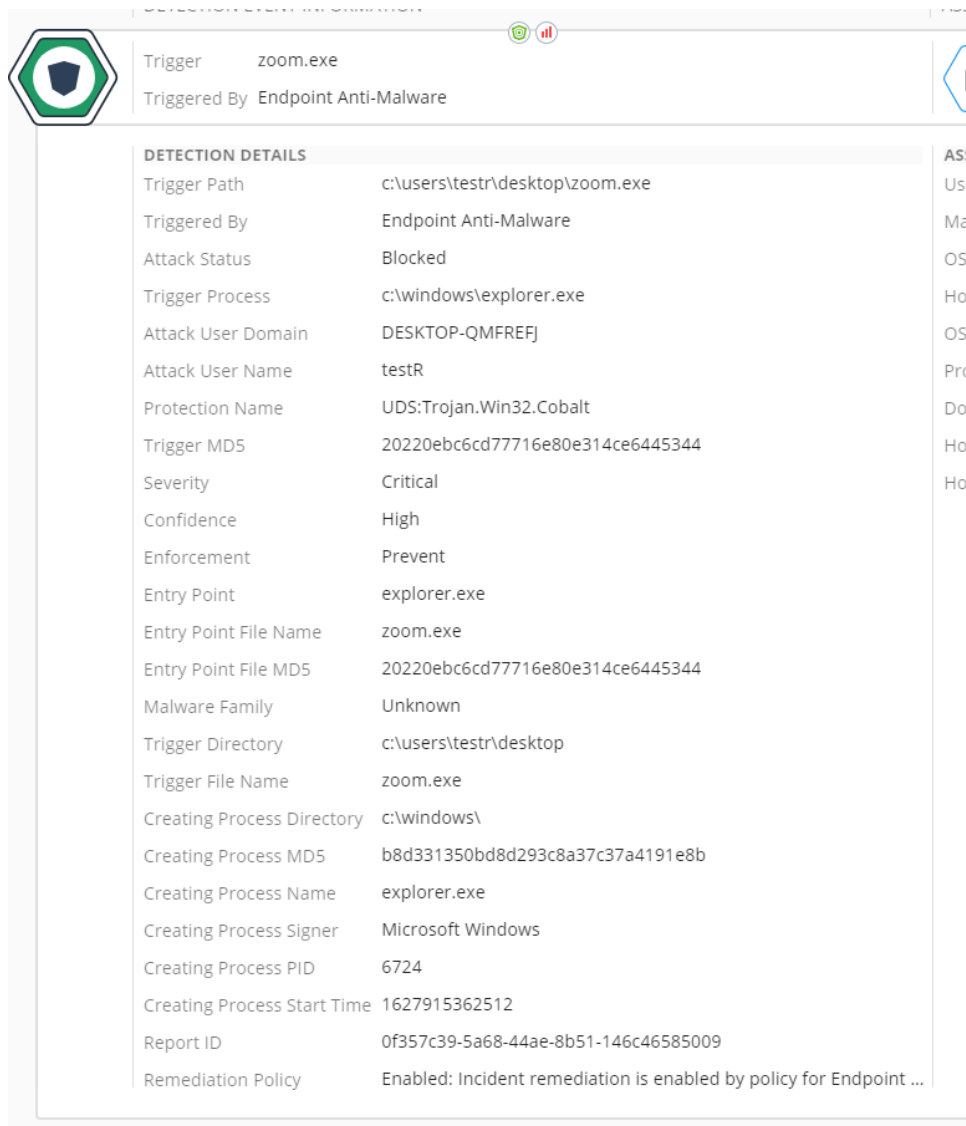 DETECTION EVENT INFORMATION
Trigger zoom.exe
Triggered By Endpoint Anti-Malware
DETECTION DETAILS
Trigger Path c:\users\testr\desktop\zoom.exe
Triggered By Endpoint Anti-Malware
Attack Status Blocked
Trigger Process c:\windows\explorer.exe
Attack User Domain DESKTOP-QMFREFJ
Attack User Name testR
Protection Name UDS:Trojan.Win32.Cobalt
Trigger MD5 20220ebc6cd77716e80e314ce6445344
Severity Critical
Confidence High
Enforcement Prevent
Entry Point explorer.exe
Entry Point File Name zoom.exe
Entry Point File MD5 20220ebc6cd77716e80e314ce6445344
Malware Family Unknown
Trigger Directory c:\users\testr\desktop
Trigger File Name zoom.exe
Creating Process Directory c:\windows\
Creating Process MD5 b8d331350bd8d293c8a37c37a4191e8b
Creating Process Name explorer.exe
Creating Process Signer Microsoft Windows
Creating Process PID 6724
Creating Process Start Time 1627915362512
Report ID 0f357c39-5a68-44ae-8b51-146c46585009
Remediation Policy Enabled: Incident remediation is enabled by policy for Endpoint ...